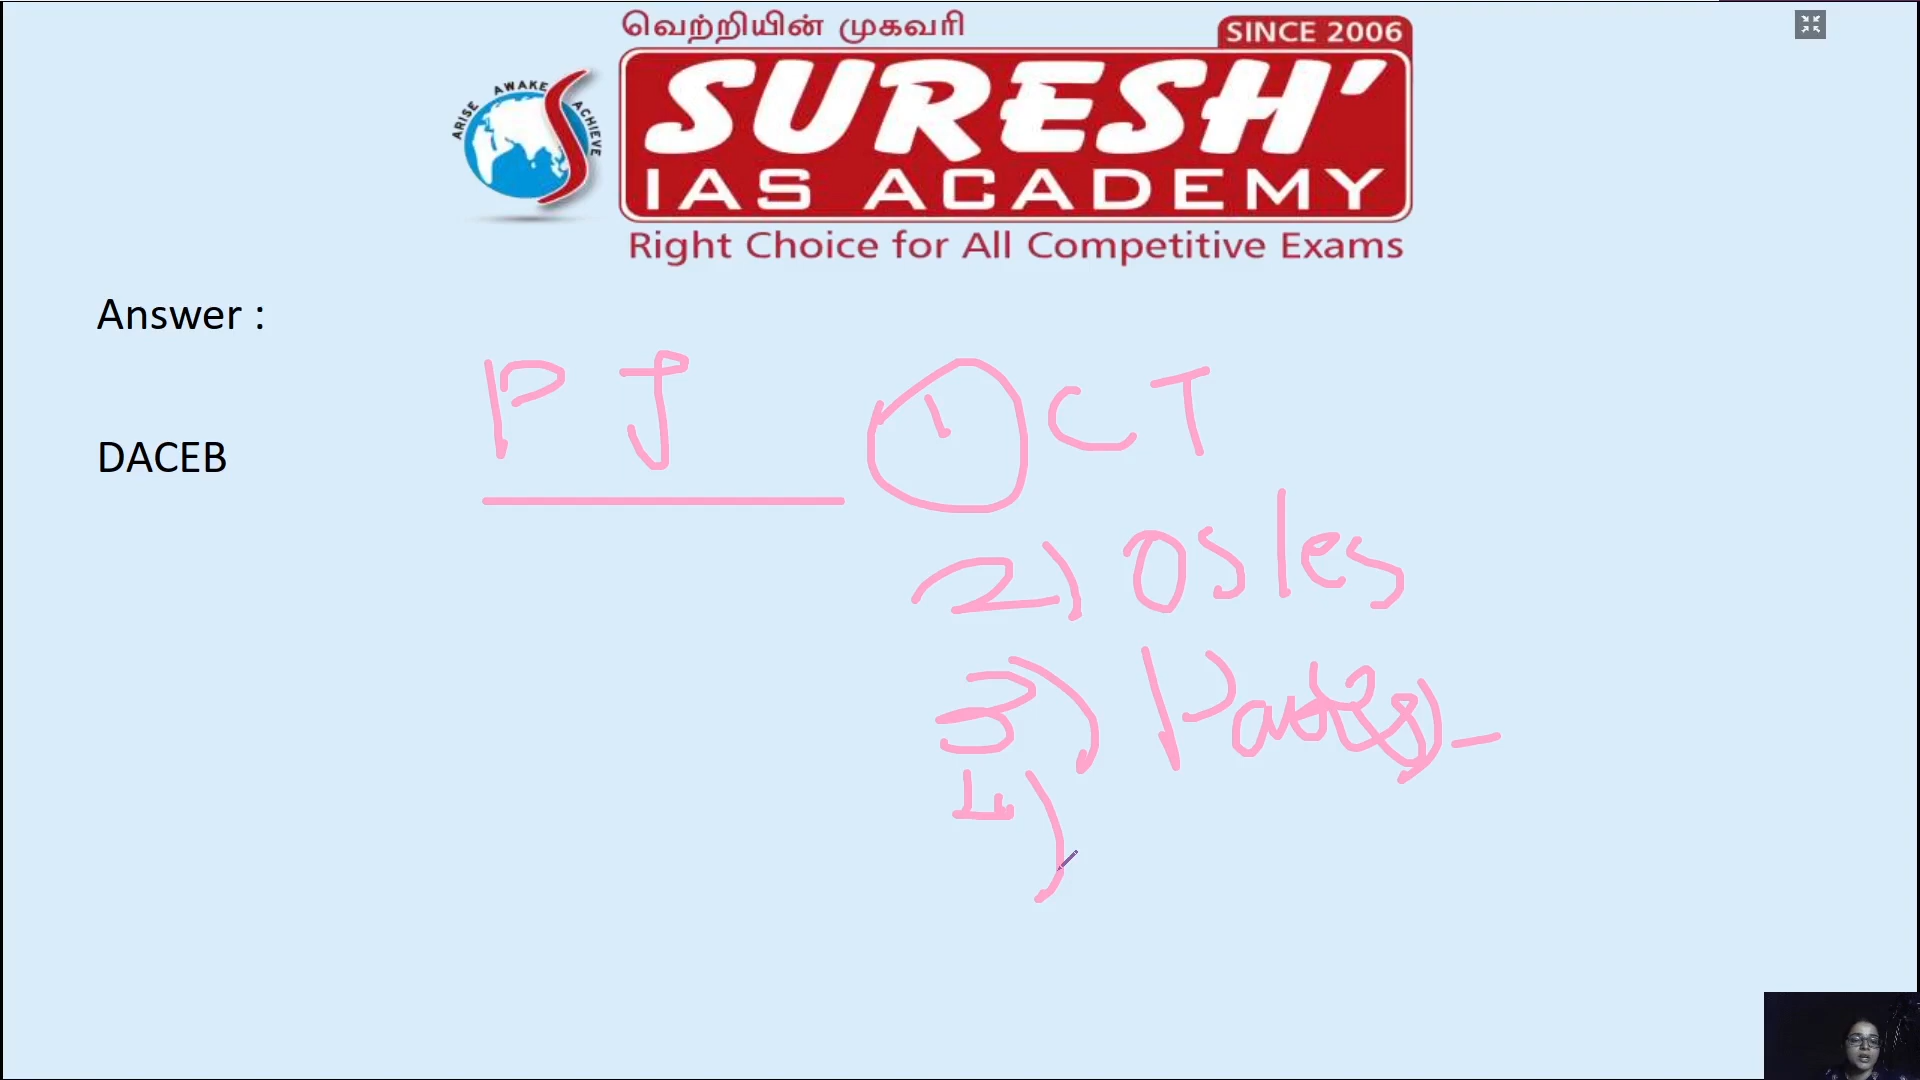 வெற்றியின் முகவரி
SINCE 2006
ARISE AWAKE ACHIEVE
SURESH'
IAS ACADEMY
Right Choice for All Competitive Exams
Answer :
PJ 1 CT
DACEB
2) Osles
3)
4)